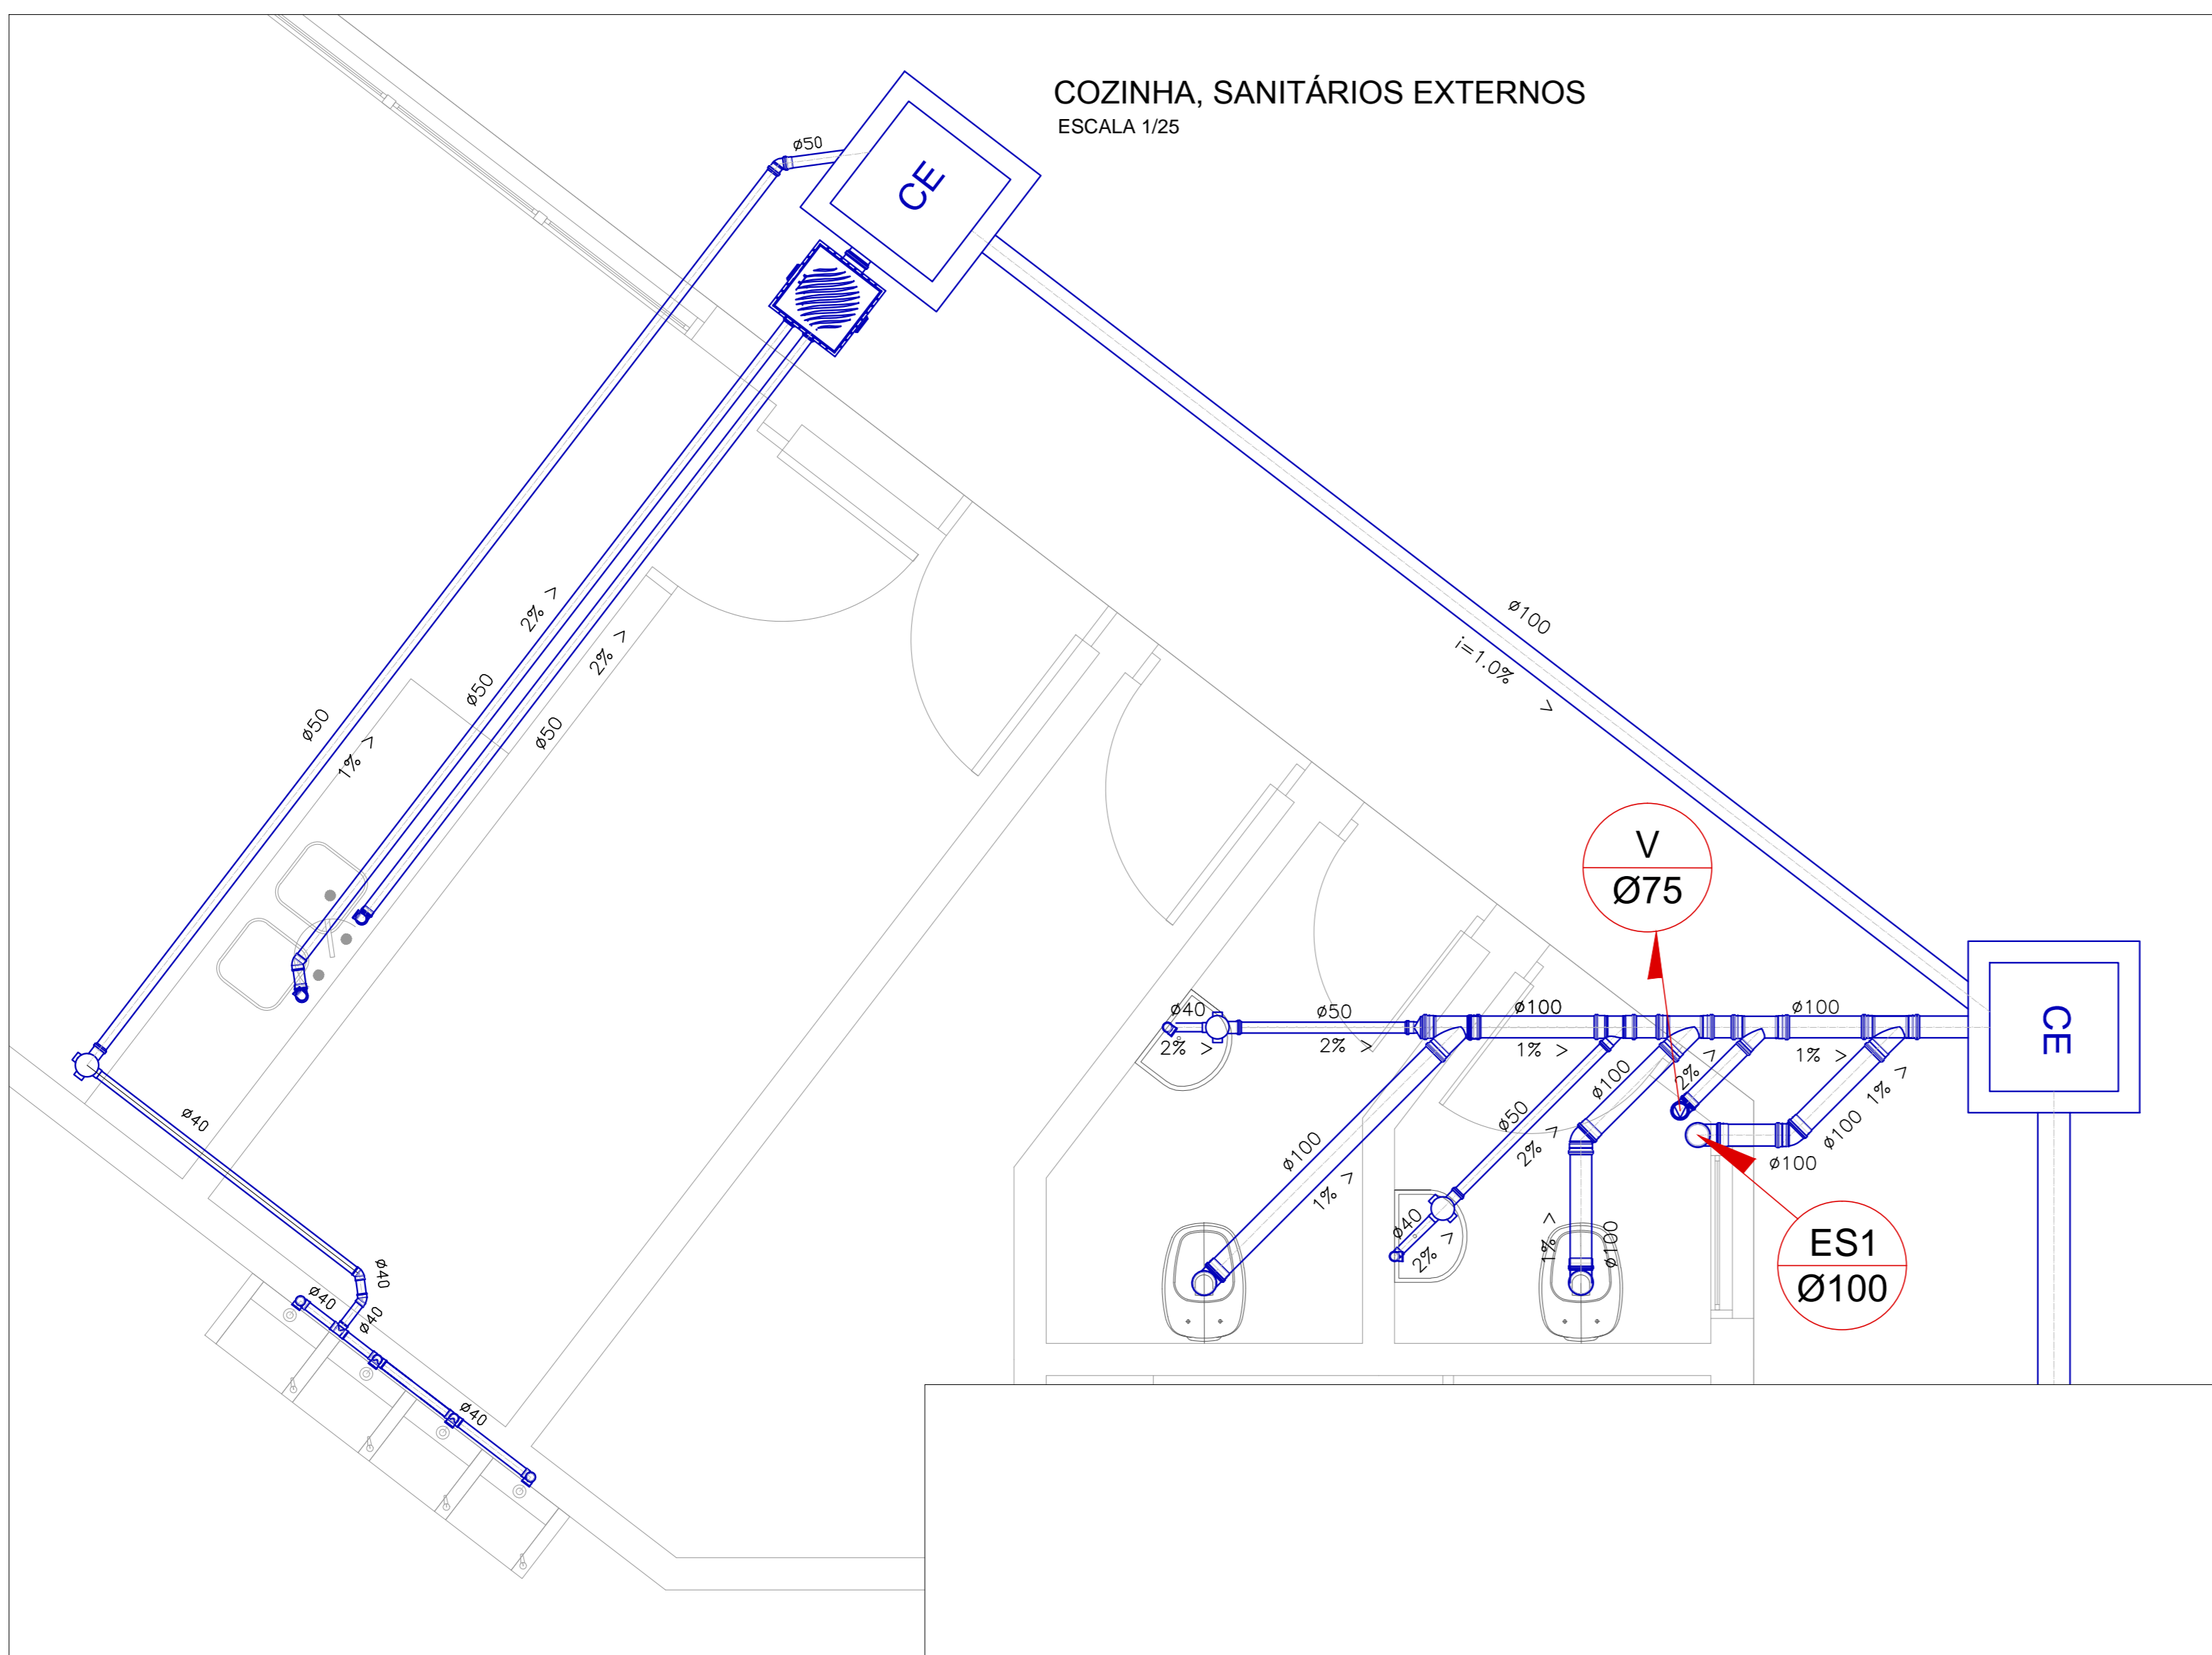 COZINHA, SANITÁRIOS EXTERNOS
ESCALA 1/25
ø50
CE
ø100
i=1.0% >
2% >
2% >
ø50
ø50
ø50
1% >
V
Ø75
ø40
2% >
ø50
2% >
ø100
1% >
ø100
1% >
CE
ø100
2% >
ø50
2% >
ø100
1% >
ø100
1% >
ø100
ø40
2% >
1% >
ø100
ES1
Ø100
ø40
ø40
ø40
ø40
ø40